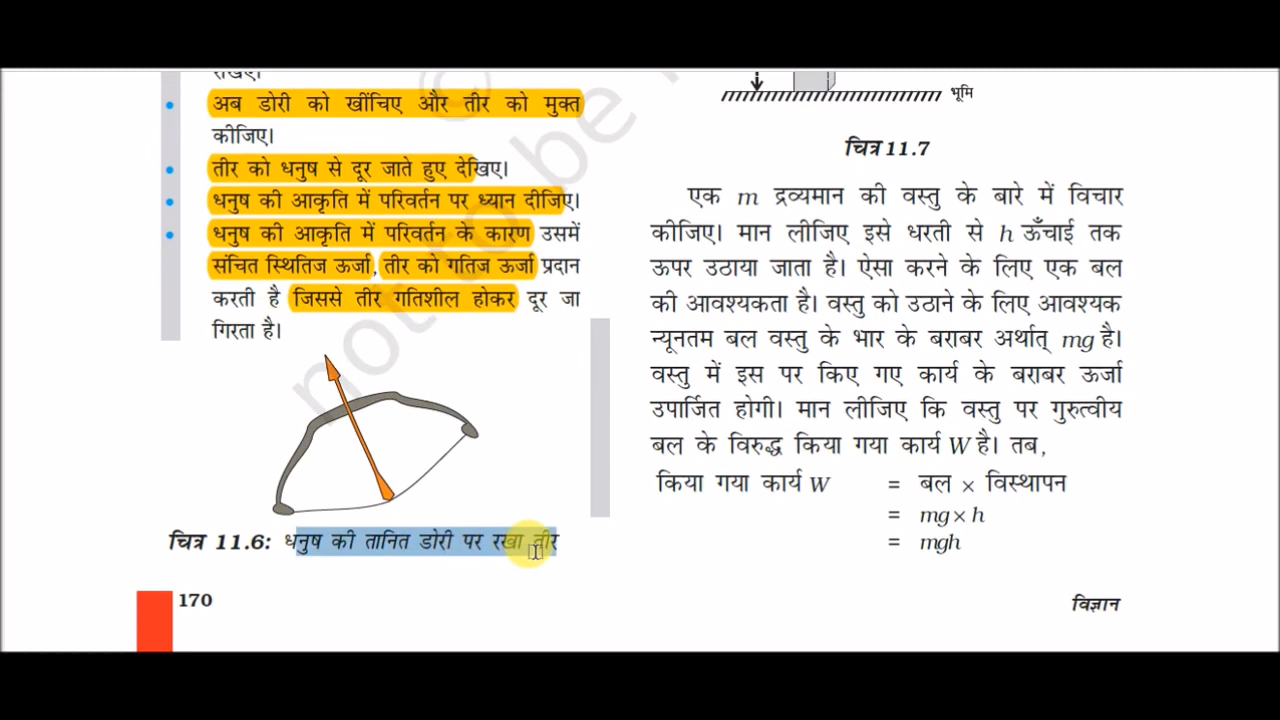 रखिए।
अब डोरी को खींचिए और तीर को मुक्त
कीजिए।
तीर को धनुष से दूर जाते हुए देखिए।
धनुष की आकृति में परिवर्तन पर ध्यान दीजिए।
धनुष की आकृति में परिवर्तन के कारण उसमें
संचित स्थितिज ऊर्जा, तीर को गतिज ऊर्जा प्रदान
करती है जिससे तीर गतिशील होकर दूर जा
गिरता है।
not to be
चित्र 11.6: धनुष की तानित डोरी पर रखा तीर
170
भूमि
चित्र 11.7
एक m द्रव्यमान की वस्तु के बारे में विचार
कीजिए। मान लीजिए इसे धरती से h ऊँचाई तक
ऊपर उठाया जाता है। ऐसा करने के लिए एक बल
की आवश्यकता है। वस्तु को उठाने के लिए आवश्यक
न्यूनतम बल वस्तु के भार के बराबर अर्थात् mg है।
वस्तु में इस पर किए गए कार्य के बराबर ऊर्जा
उपार्जित होगी। मान लीजिए कि वस्तु पर गुरुत्वीय
बल के विरुद्ध किया गया कार्य W है। तब,
किया गया कार्य W = बल × विस्थापन
= mg × h
= mgh
विज्ञान